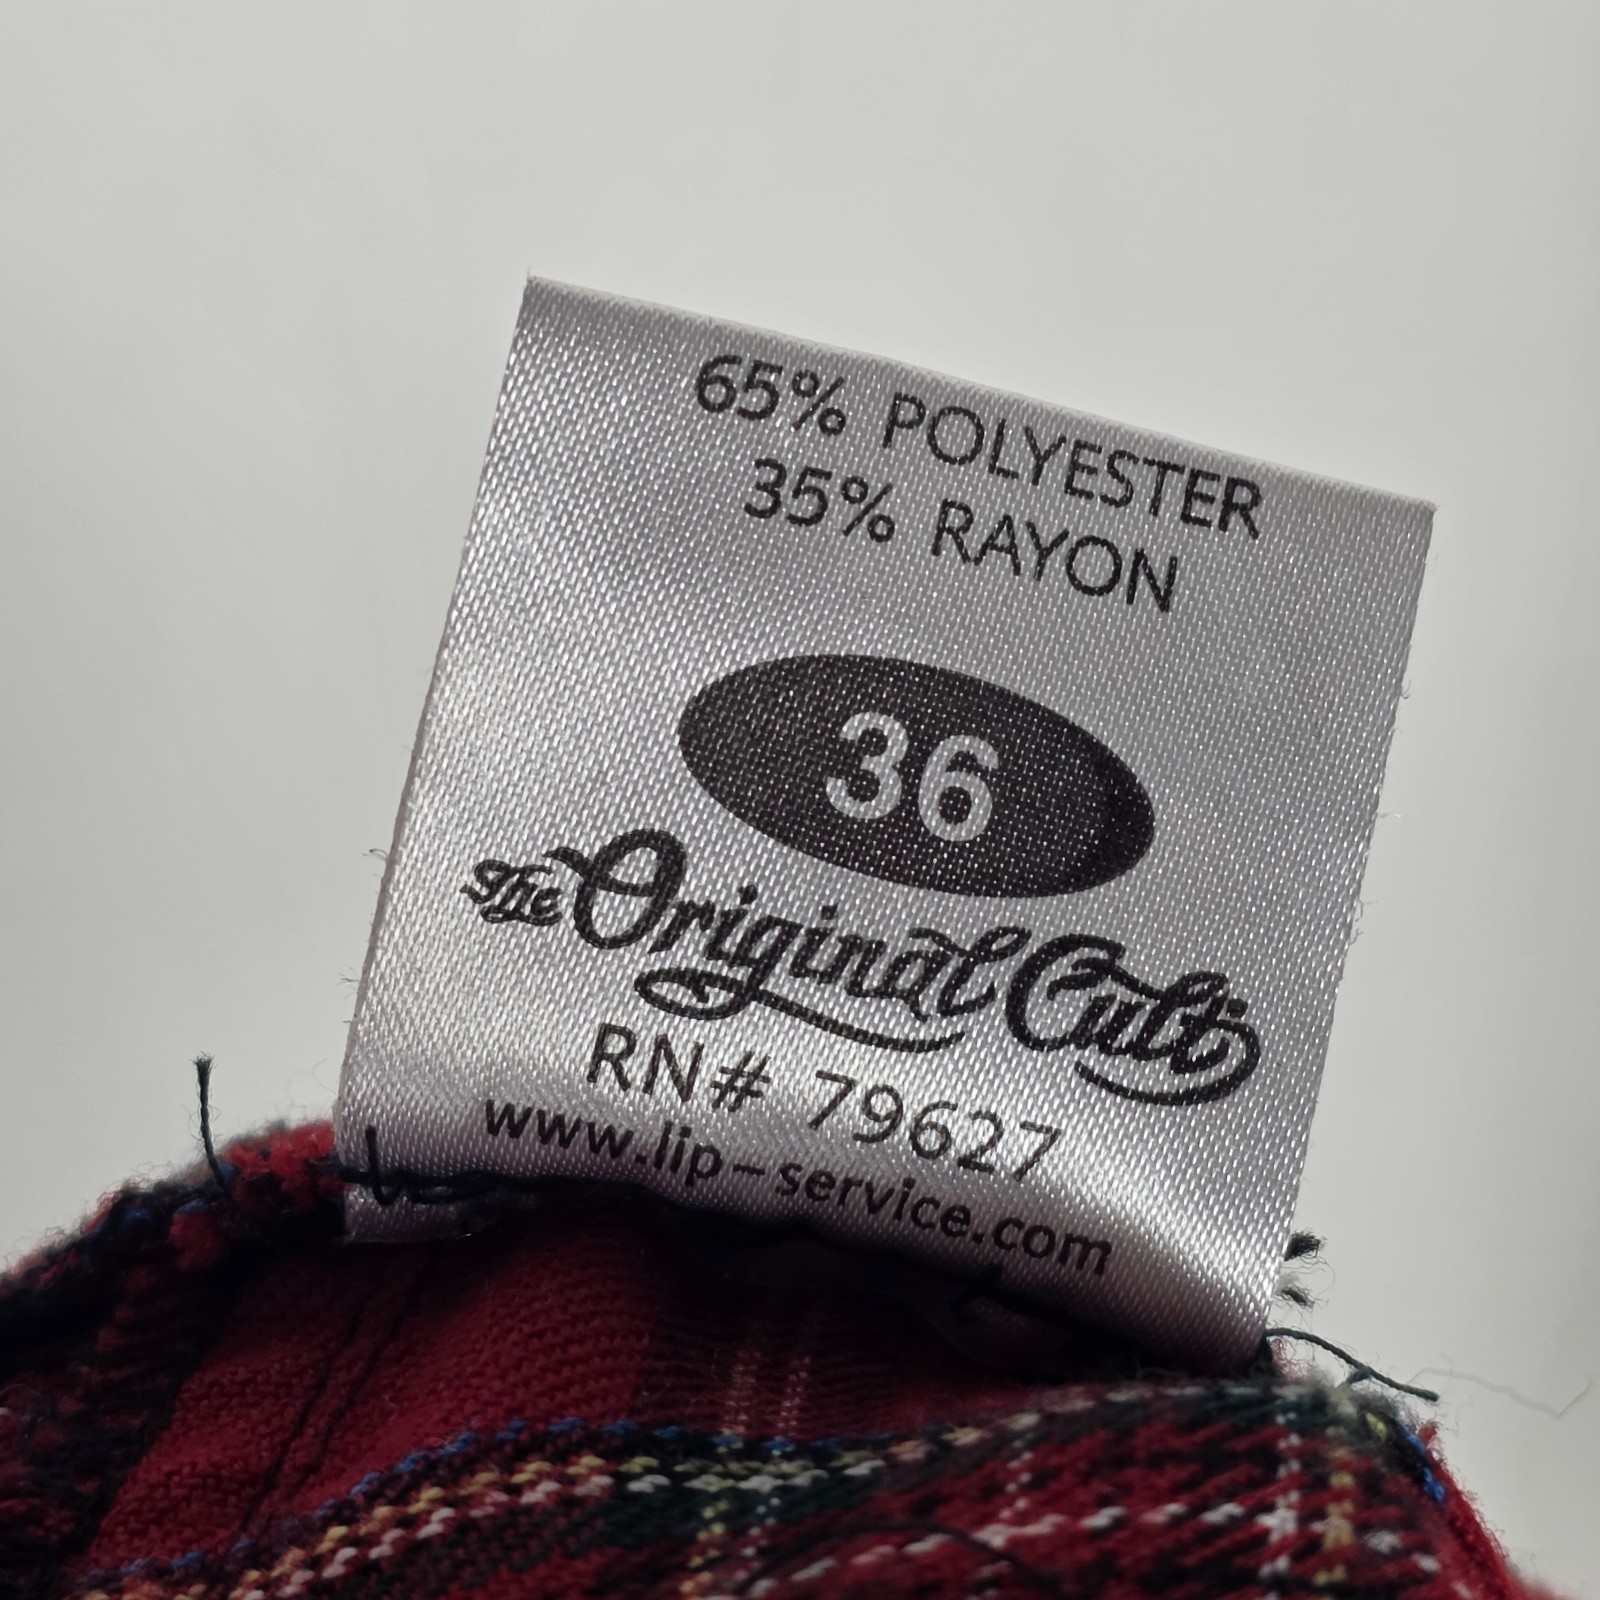 65% POLYESTER
35% RAYON
36
The Original Cult
RN# 79627
www.lip-service.com